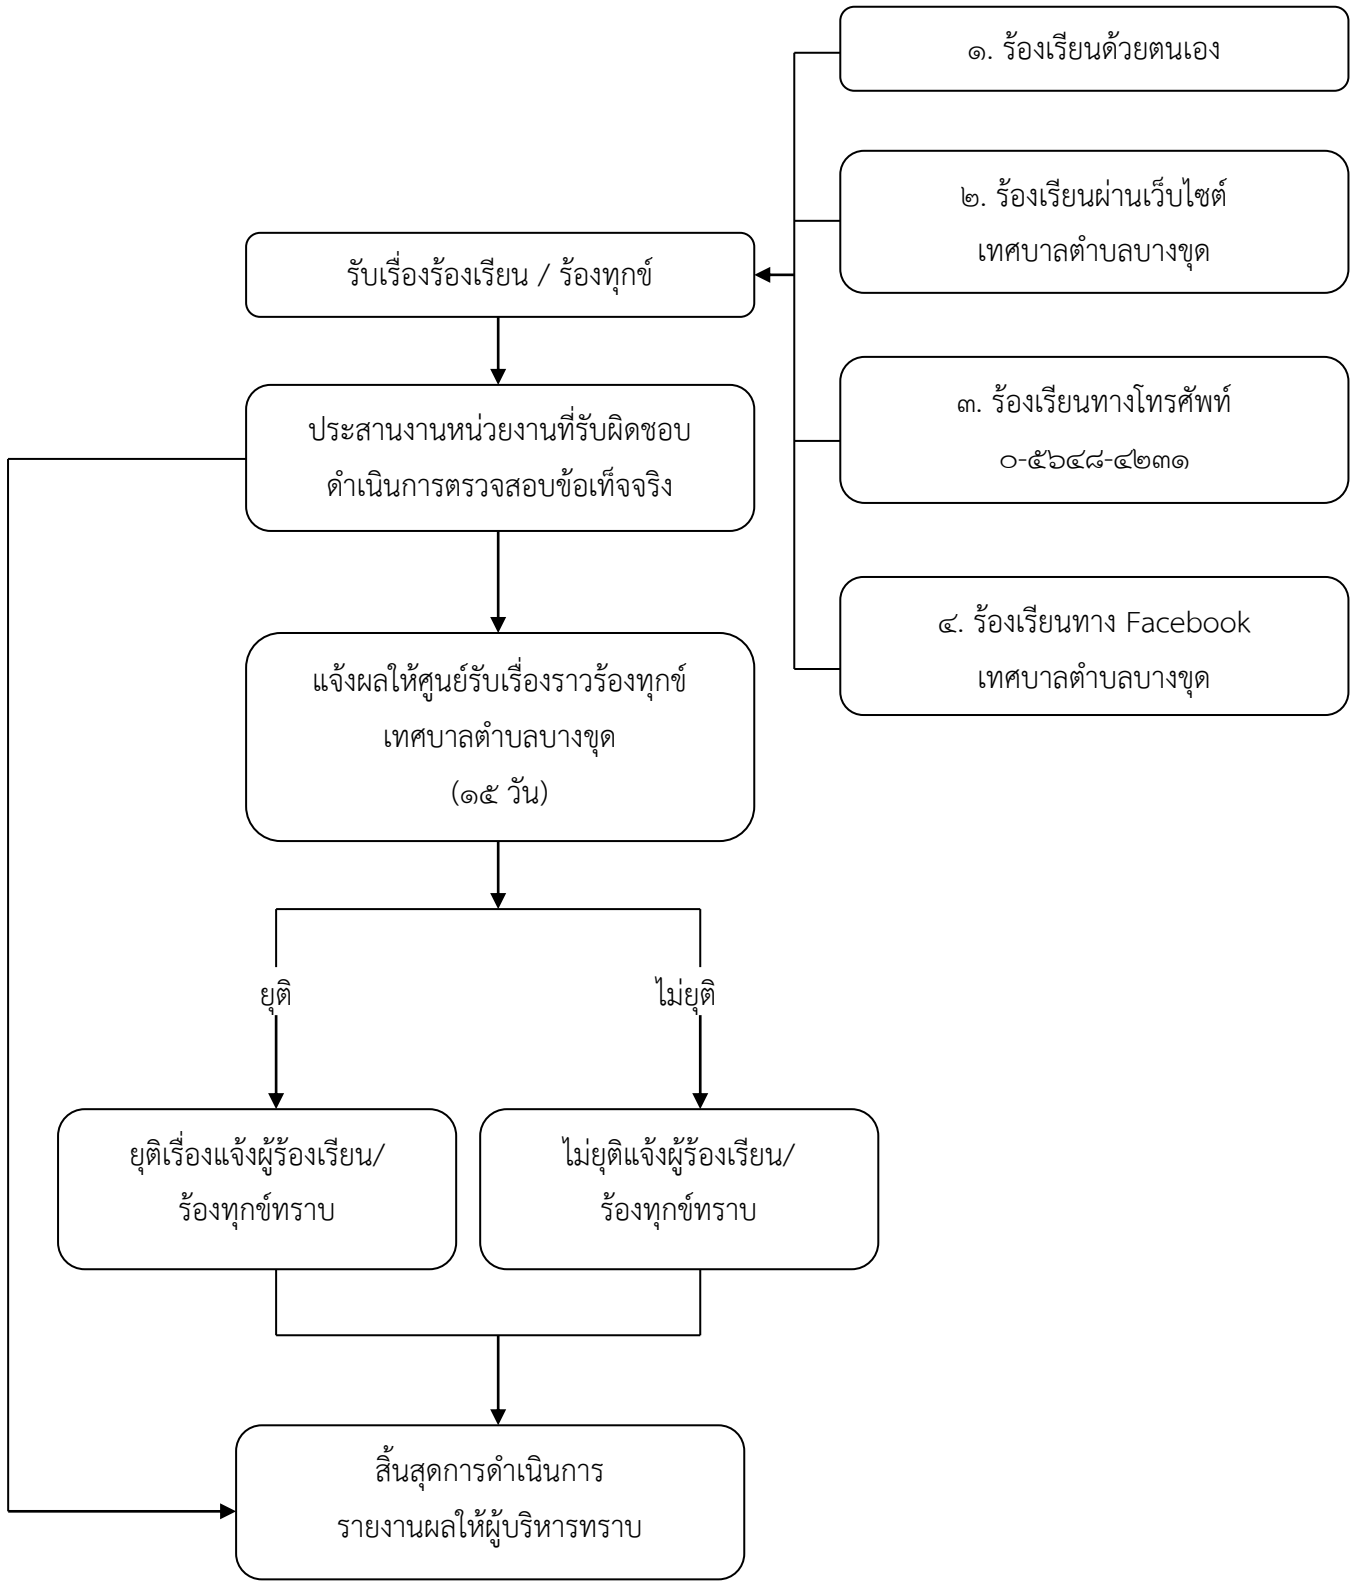 ๑. ร้องเรียนด้วยตนเอง
๒. ร้องเรียนผ่านเว็บไซต์
เทศบาลตำบลบางขุด
รับเรื่องร้องเรียน / ร้องทุกข์
๓. ร้องเรียนทางโทรศัพท์
๐-๕๖๔๘-๔๒๓๑
ประสานงานหน่วยงานที่รับผิดชอบ
ดำเนินการตรวจสอบข้อเท็จจริง
๔. ร้องเรียนทาง Facebook
เทศบาลตำบลบางขุด
แจ้งผลให้ศูนย์รับเรื่องราวร้องทุกข์
เทศบาลตำบลบางขุด
(๑๕ วัน)
ยุติ
ไม่ยุติ
ยุติเรื่องแจ้งผู้ร้องเรียน/
ร้องทุกข์ทราบ
ไม่ยุติแจ้งผู้ร้องเรียน/
ร้องทุกข์ทราบ
สิ้นสุดการดำเนินการ
รายงานผลให้ผู้บริหารทราบ